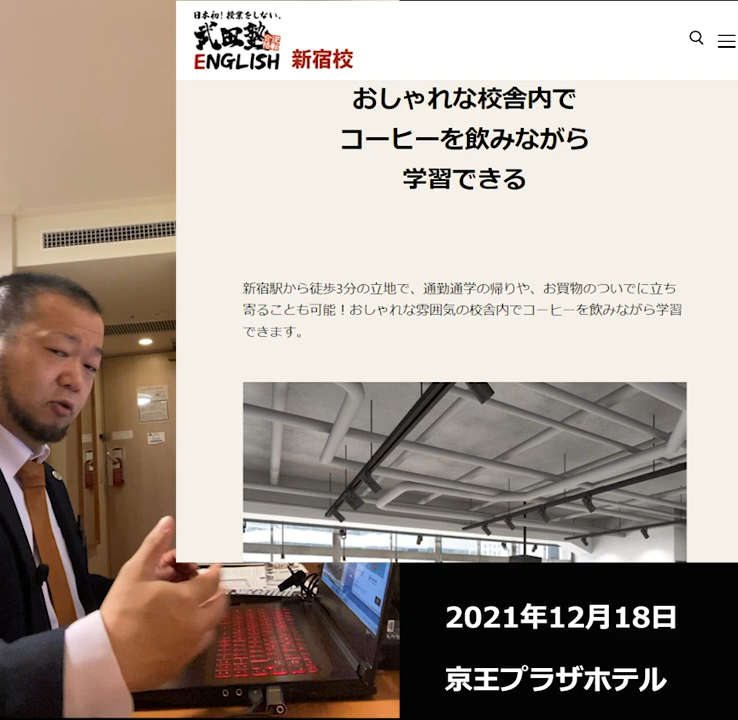 日本初！授業をしない。
武田塾
ENGLISH 新宿校
おしゃれな校舎内で
コーヒーを飲みながら
学習できる
新宿駅から徒歩3分の立地で、通勤通学の帰りや、お買物のついでに立ち
寄ることも可能！おしゃれな雰囲気の校舎内でコーヒーを飲みながら学習
できます。
2021年12月18日
京王プラザホテル